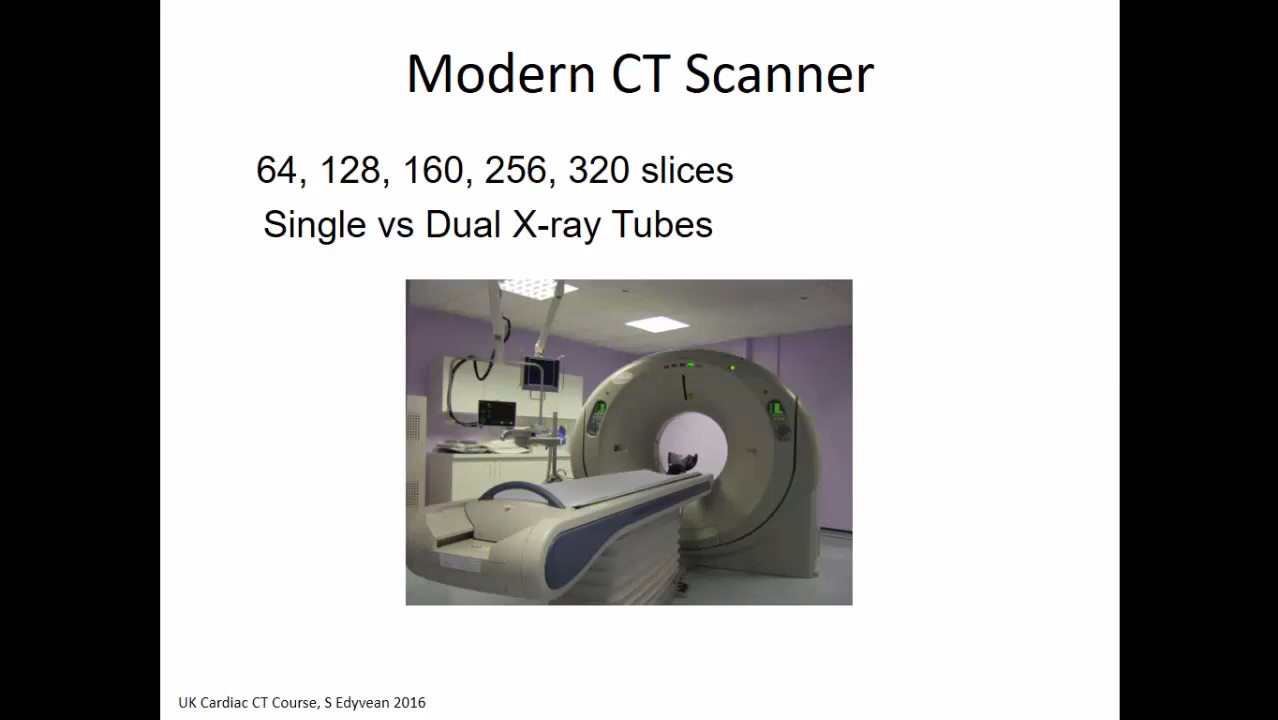 Modern CT Scanner
64, 128, 160, 256, 320 slices
Single vs Dual X-ray Tubes
UK Cardiac CT Course, S Edyvean 2016